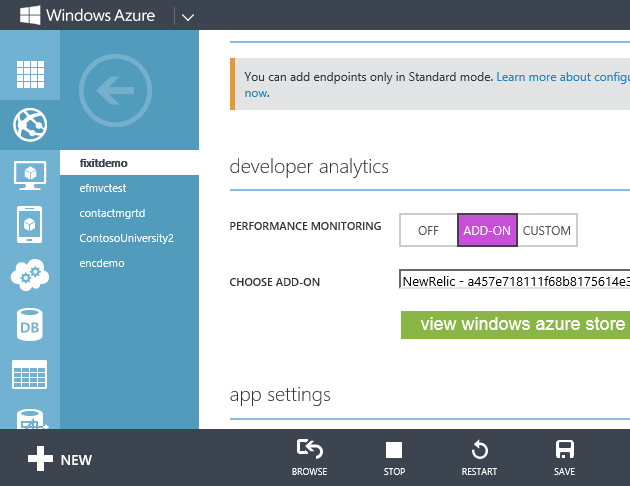 Windows Azure
You can add endpoints only in Standard mode. Learn more about configu
now.
fixitdemo
efmvctest
contactmgrtd
ContosoUniversity2
encdemo
developer analytics
PERFORMANCE MONITORING OFF ADD-ON CUSTOM
CHOOSE ADD-ON NewRelic - a457e718111f68b8175614e3
view windows azure store
app settings
DB
NEW BROWSE STOP RESTART SAVE